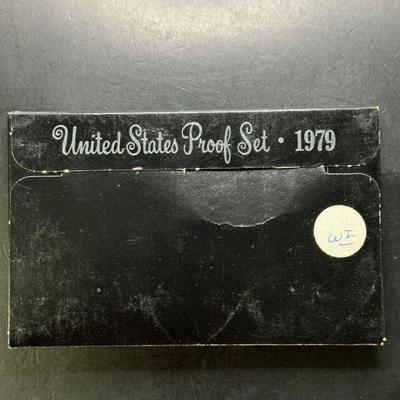 United States Proof Set • 1979